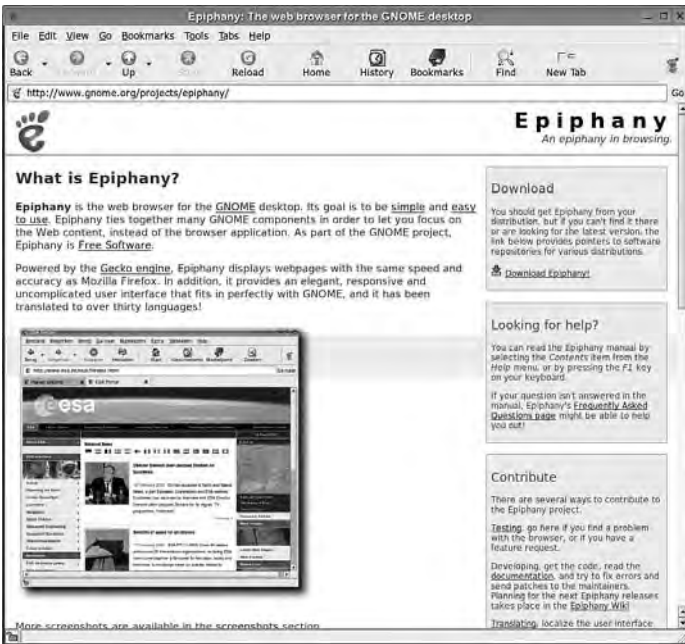 Epiphany: The web browser for the GNOME desktop
File Edit View Go Bookmarks Tools Tabs Help
Back Up Reload Home History Bookmarks Find New Tab
http://www.gnome.org/projects/epiphany/ Go
Epiphany
An epiphany in browsing.
What is Epiphany?
Epiphany is the web browser for the GNOME desktop. Its goal is to be simple and easy
to use. Epiphany ties together many GNOME components in order to let you focus on
the Web content, instead of the browser application. As part of the GNOME project,
Epiphany is Free Software.
Powered by the Gecko engine, Epiphany displays webpages with the same speed and
accuracy as Mozilla Firefox. In addition, it provides an elegant, responsive and
uncomplicated user interface that fits in perfectly with GNOME, and it has been
translated to over thirty languages!
esa
More screenshots are available in the screenshots section
Download
You should get Epiphany from your
distribution, but if you can't find it there
or are looking for the latest version, the
link below provides pointers to software
repositories for various distributions.
Download Epiphany!
Looking for help?
You can read the Epiphany manual by
selecting the Contents item from the
Help menu, or by pressing the F1 key
on your keyboard.
If your question isn't answered in the
manual, Epiphany's Frequently Asked
Questions page might be able to help
you out!
Contribute
There are several ways to contribute to
the Epiphany project.
Testing, go here if you find a problem
with the browser, or if you have a
feature request.
Developing, get the code, read the
documentation, and try to fix errors and
send patches to the maintainers.
Planning for the next Epiphany releases
takes place in the Epiphany Wiki
Translating, localize the user interface